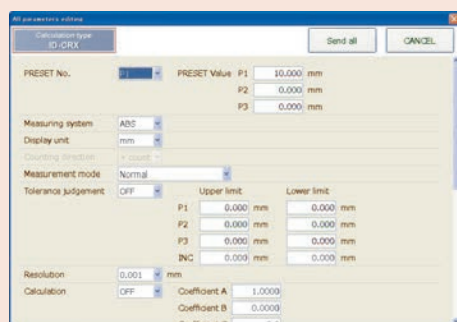 All parameters editing
Calculation type
ID-CRX
Send all
CANCEL
PRESET No. P1 PRESET Value P1 10.000 mm
P2 0.000 mm
P3 0.000 mm
Measuring system ABS
Display unit mm
Counting direction + count
Measurement mode Normal
Tolerance judgement OFF Upper limit Lower limit
P1 0.000 mm 0.000 mm
P2 0.000 mm 0.000 mm
P3 0.000 mm 0.000 mm
INC 0.000 mm 0.000 mm
Resolution 0.001 mm
Calculation OFF Coefficient A 1.0000
Coefficient B 0.0000